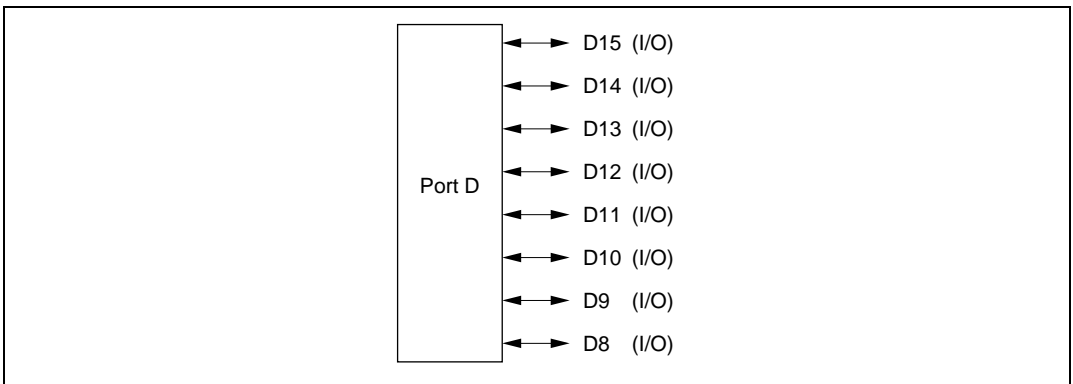 D15 (I/O)
D14 (I/O)
D13 (I/O)
D12 (I/O)
Port D
D11 (I/O)
D10 (I/O)
D9 (I/O)
D8 (I/O)